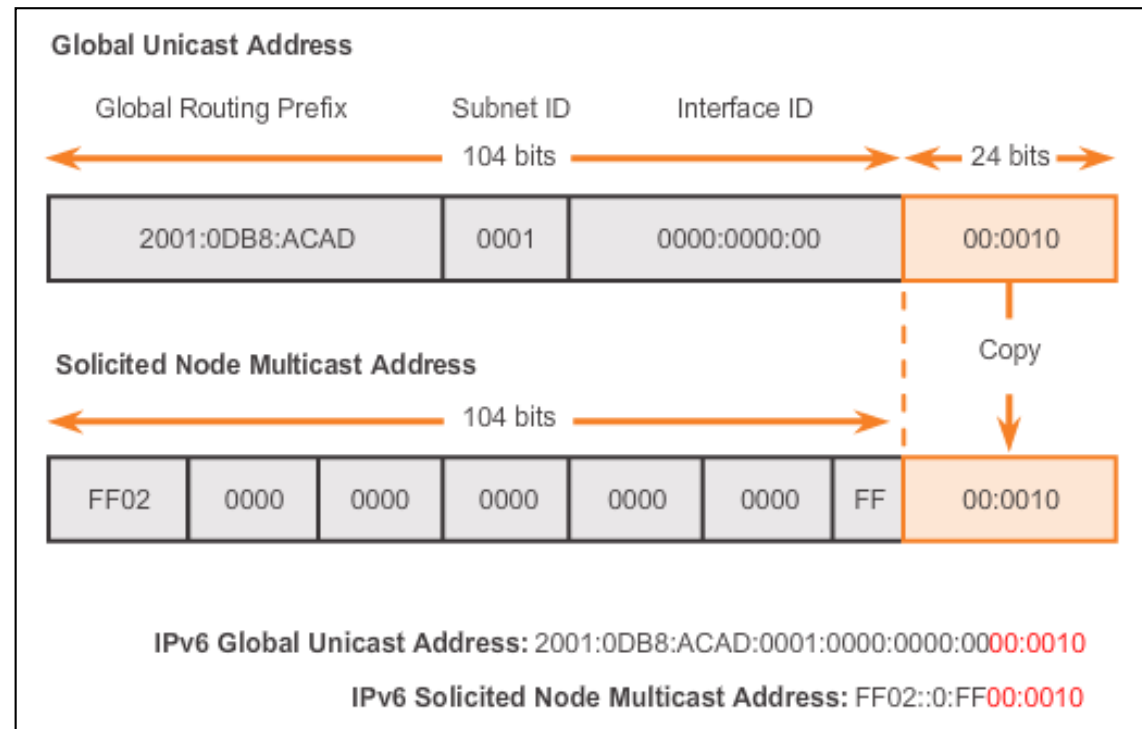 Global Unicast Address
Global Routing Prefix Subnet ID Interface ID
104 bits 24 bits
2001:0DB8:ACAD 0001 0000:0000:00 00:0010
Copy
Solicited Node Multicast Address
104 bits
FF02 0000 0000 0000 0000 0000 FF 00:0010
IPv6 Global Unicast Address: 2001:0DB8:ACAD:0001:0000:0000:0000:0010
IPv6 Solicited Node Multicast Address: FF02::0:FF00:0010